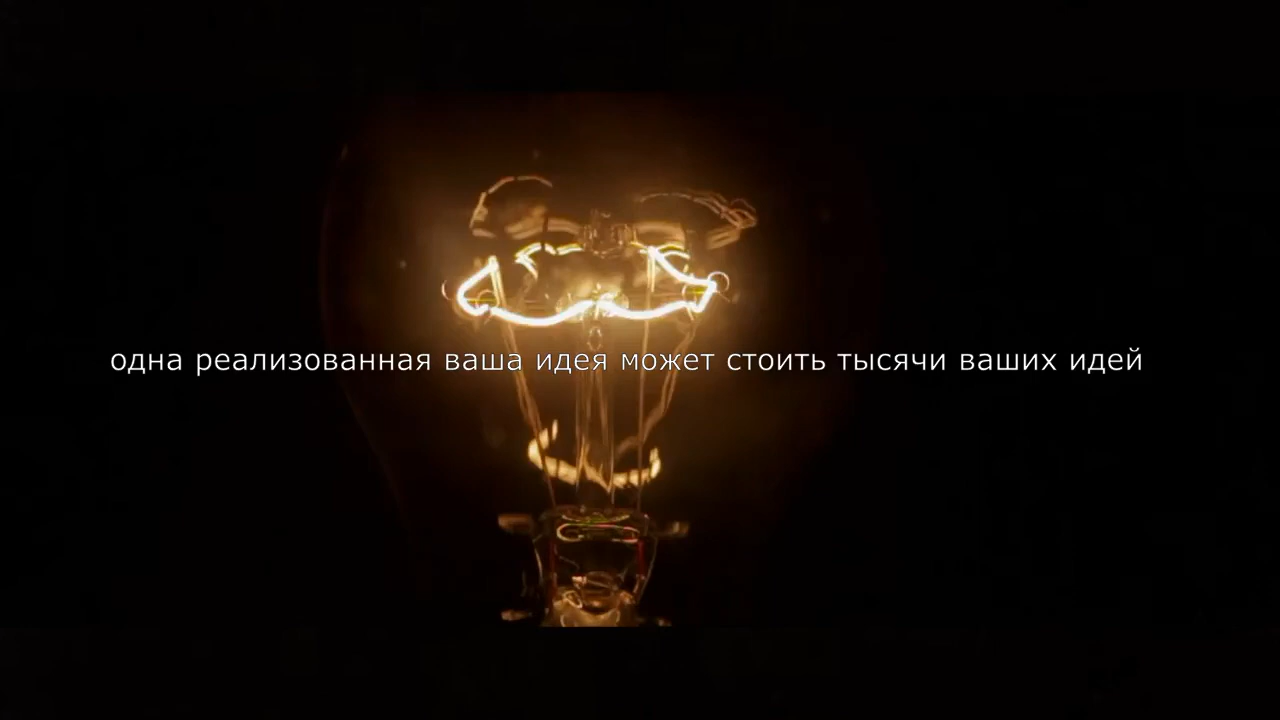 одна реализованная ваша идея может стоить тысячи ваших идей